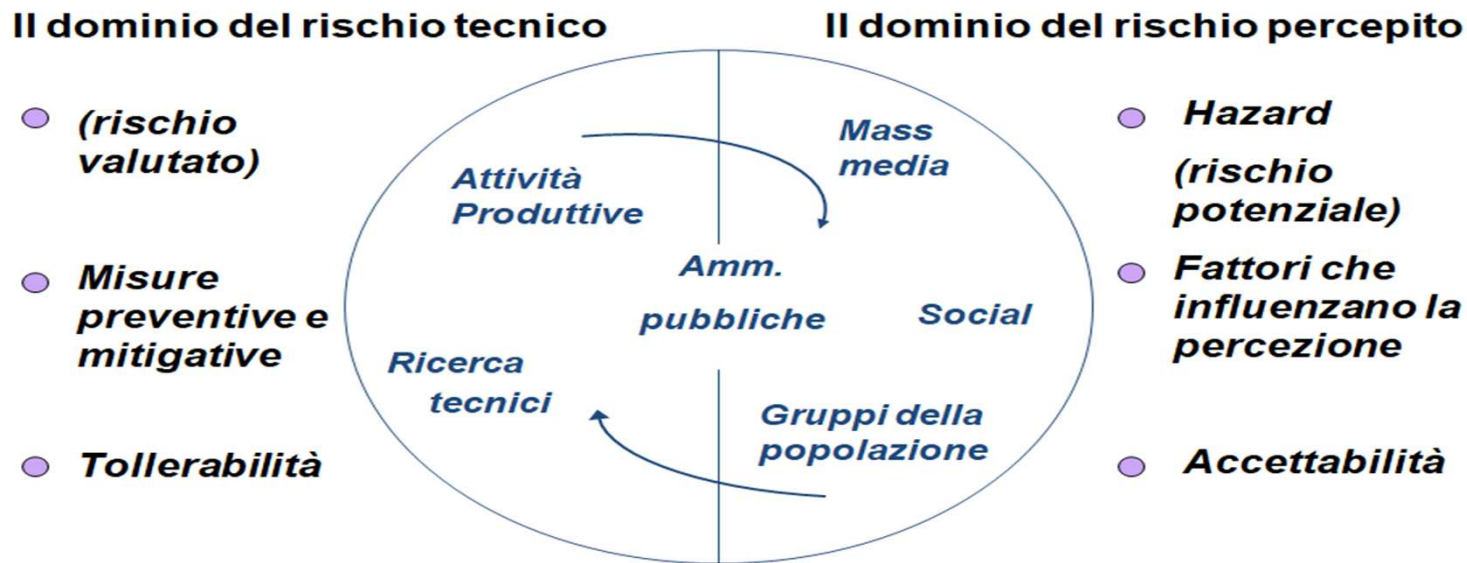 Il dominio del rischio tecnico
Il dominio del rischio percepito
(rischio
valutato)
Misure
preventive e
mitigative
Tollerabilità
Attività
Produttive
Mass
media
Amm.
pubbliche
Social
Ricerca
tecnici
Gruppi della
popolazione
Hazard
(rischio
potenziale)
Fattori che
influenzano la
percezione
Accettabilità